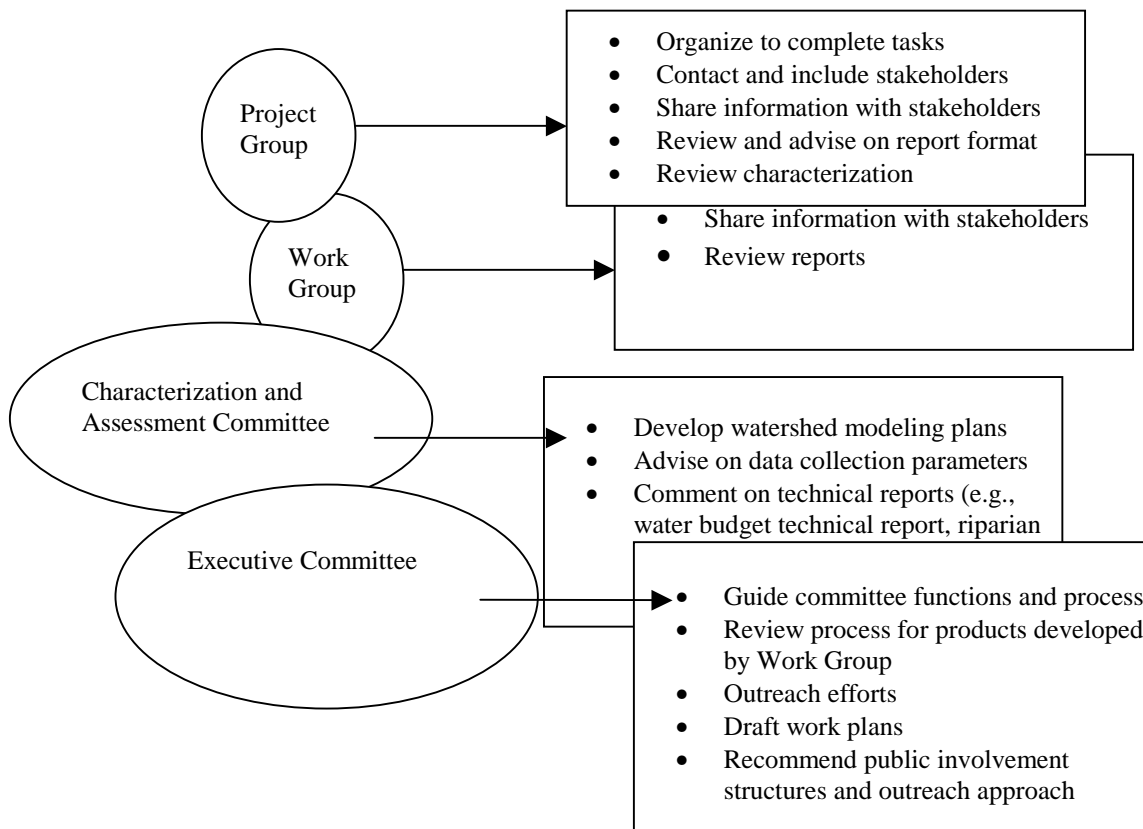 Project
Group
• Organize to complete tasks
• Contact and include stakeholders
• Share information with stakeholders
• Review and advise on report format
• Review characterization
Work
Group
• Share information with stakeholders
• Review reports
Characterization and
Assessment Committee
• Develop watershed modeling plans
• Advise on data collection parameters
• Comment on technical reports (e.g.,
water budget technical report, riparian
Executive Committee
• Guide committee functions and process
• Review process for products developed
by Work Group
• Outreach efforts
• Draft work plans
• Recommend public involvement
structures and outreach approach